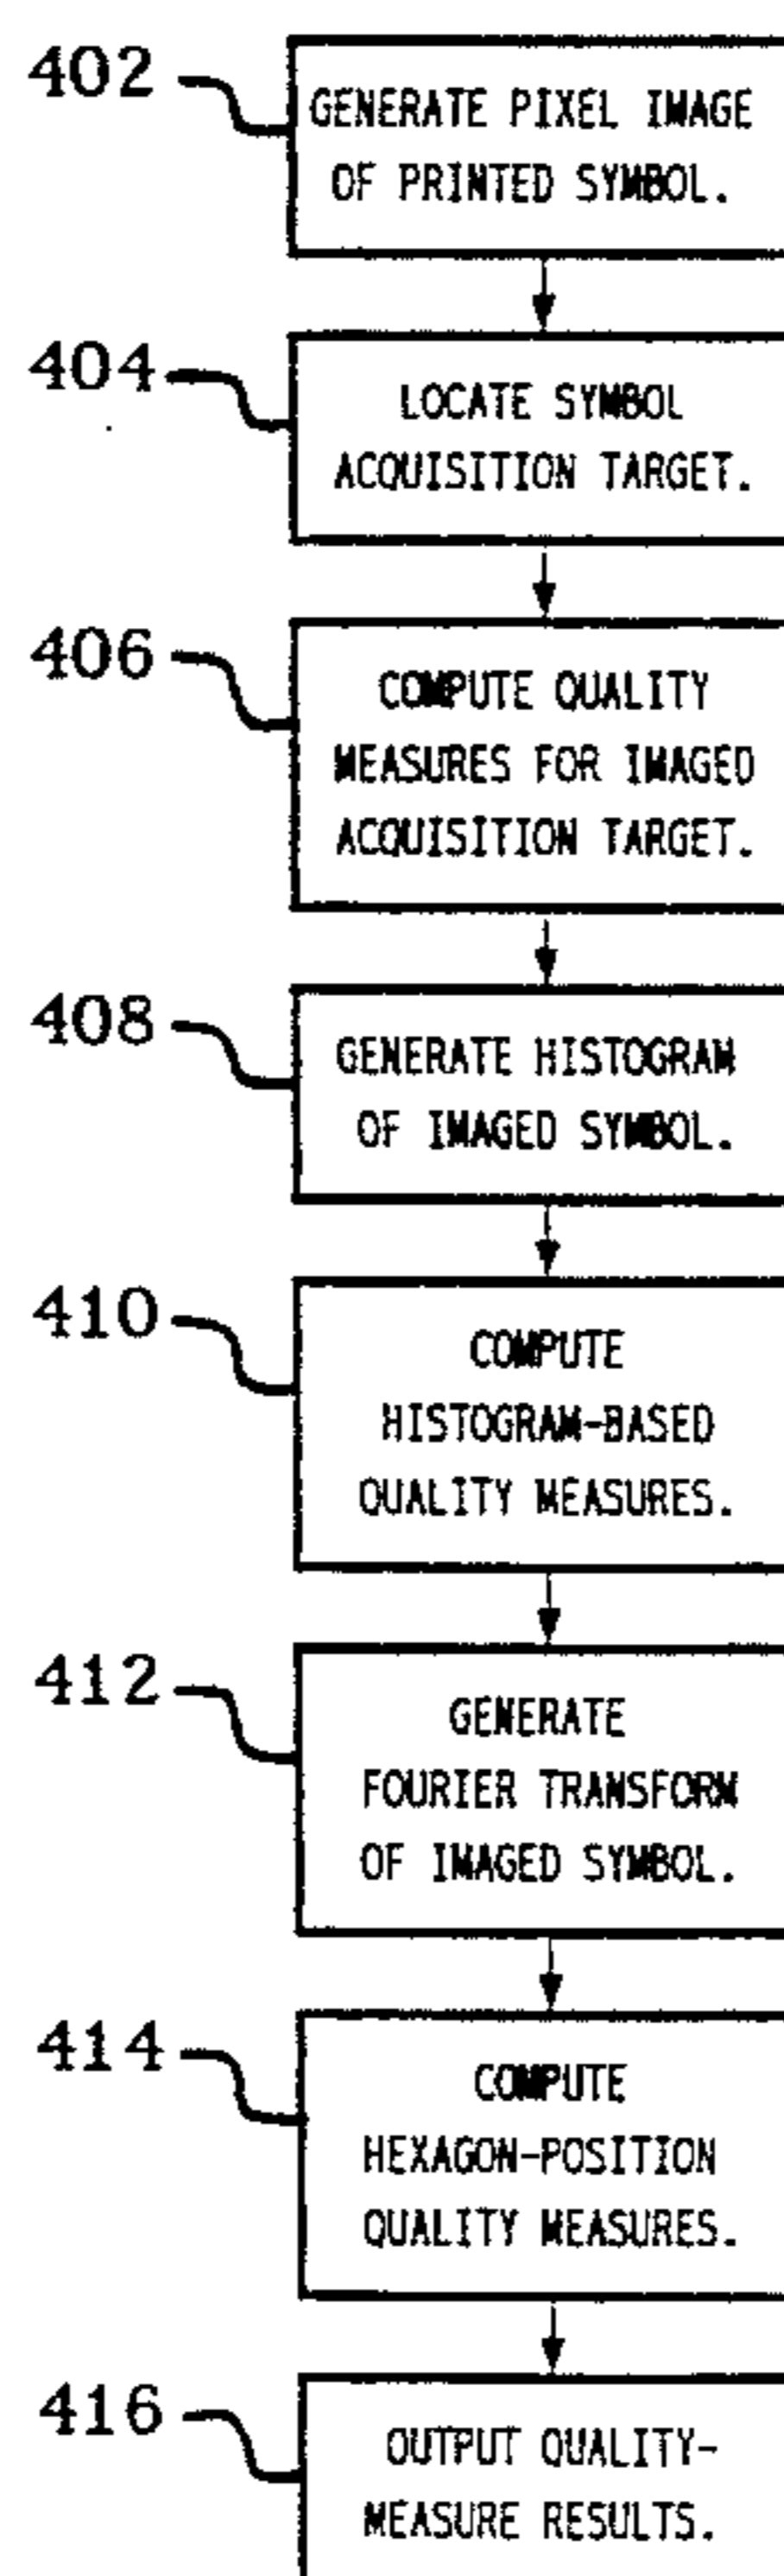 402
GENERATE PIXEL IMAGE
OF PRINTED SYMBOL.
404
LOCATE SYMBOL
ACQUISITION TARGET.
406
COMPUTE QUALITY
MEASURES FOR IMAGED
ACQUISITION TARGET.
408
GENERATE HISTOGRAM
OF IMAGED SYMBOL.
410
COMPUTE
HISTOGRAM-BASED
QUALITY MEASURES.
412
GENERATE
FOURIER TRANSFORM
OF IMAGED SYMBOL.
414
COMPUTE
HEXAGON-POSITION
QUALITY MEASURES.
416
OUTPUT QUALITY-
MEASURE RESULTS.